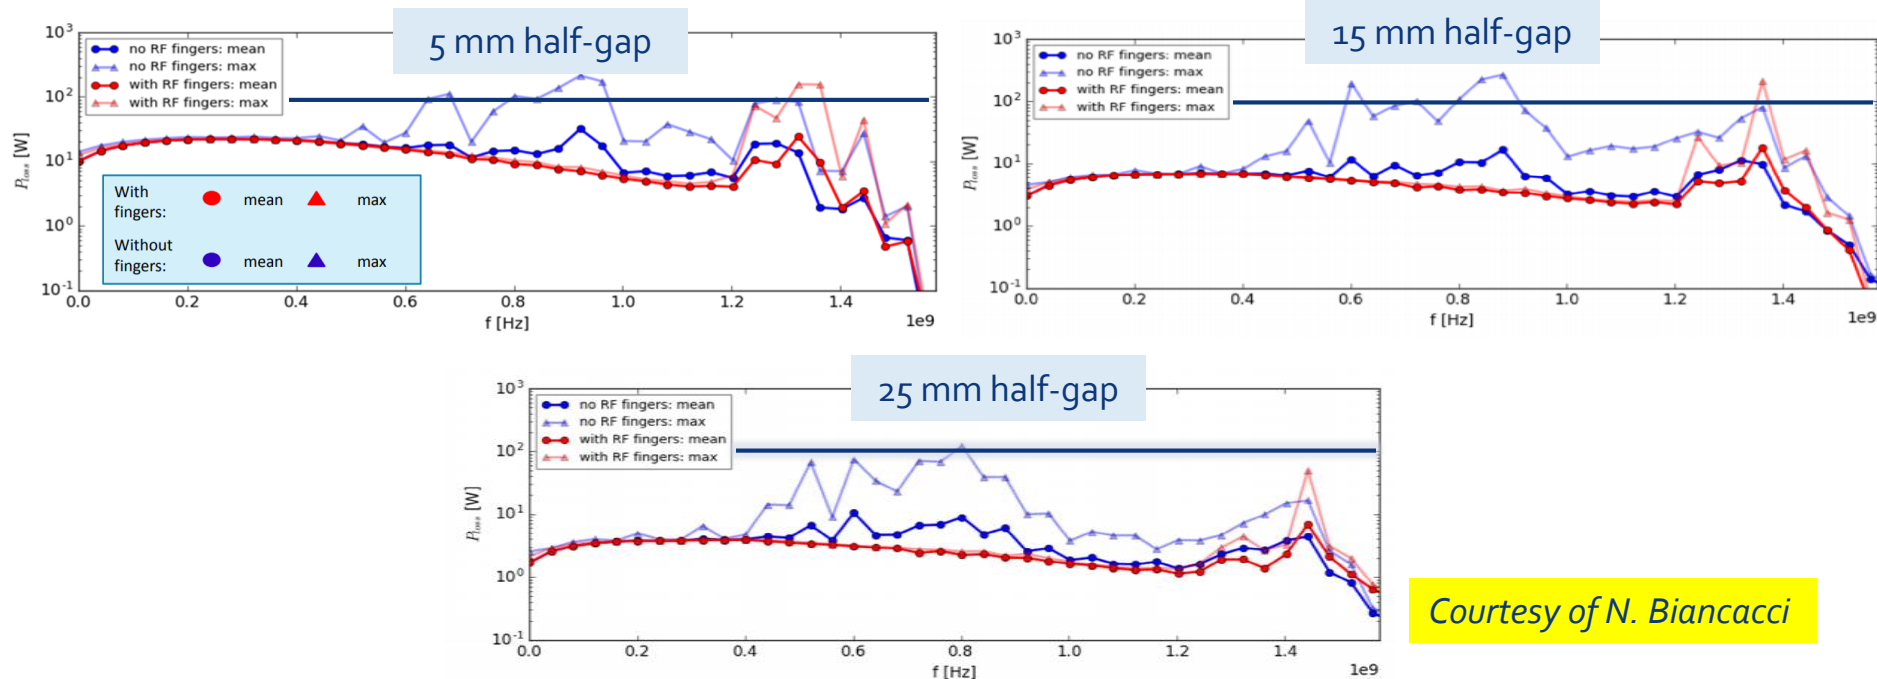 5 mm half-gap
10³
10²
10¹
10⁰
10⁻¹
P_loss [W]
no RF fingers: mean
no RF fingers: max
with RF fingers: mean
with RF fingers: max
With
fingers:
mean
max
Without
fingers:
mean
max
0.0 0.2 0.4 0.6 0.8 1.0 1.2 1.4
f [Hz]
1e9
15 mm half-gap
10³
10²
10¹
10⁰
10⁻¹
P_loss [W]
no RF fingers: mean
no RF fingers: max
with RF fingers: mean
with RF fingers: max
0.0 0.2 0.4 0.6 0.8 1.0 1.2 1.4
f [Hz]
1e9
25 mm half-gap
10³
10²
10¹
10⁰
10⁻¹
P_loss [W]
no RF fingers: mean
no RF fingers: max
with RF fingers: mean
with RF fingers: max
0.0 0.2 0.4 0.6 0.8 1.0 1.2 1.4
f [Hz]
1e9
Courtesy of N. Biancacci